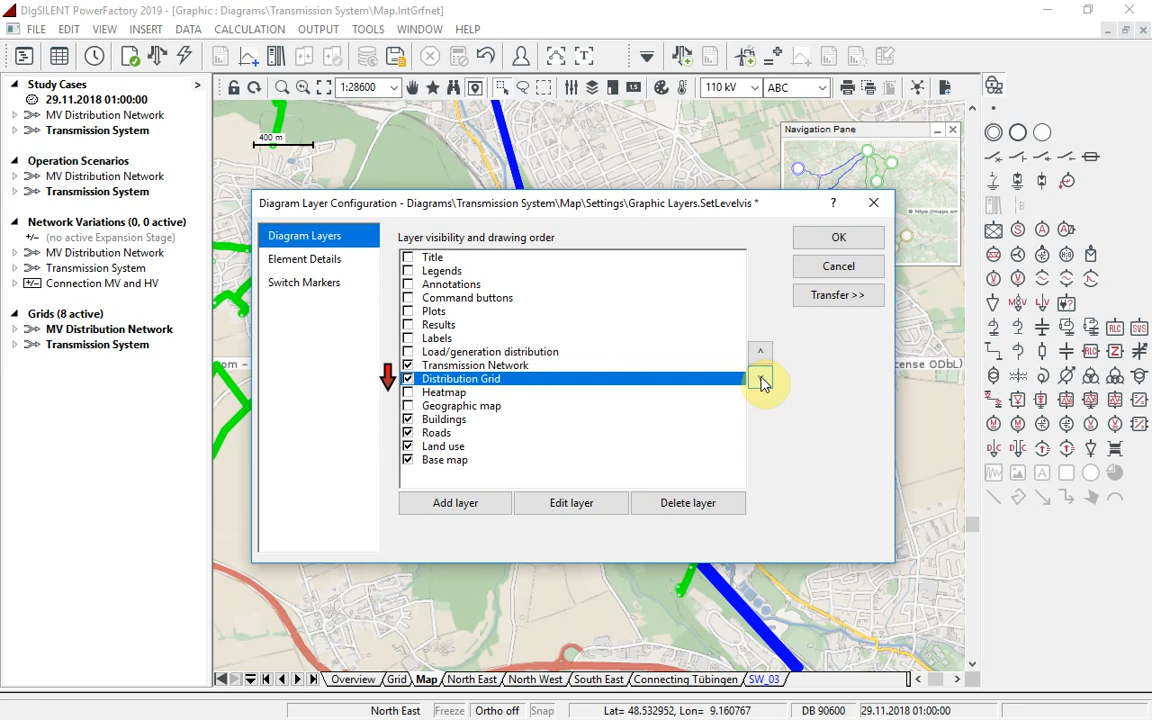 DIgSILENT PowerFactory 2019 - [Graphic : Diagrams\Transmission System\Map.IntGrfnet]
FILE EDIT VIEW INSERT DATA CALCULATION OUTPUT TOOLS WINDOW HELP
Study Cases >
29.11.2018 01:00:00
MV Distribution Network
Transmission System
Operation Scenarios
MV Distribution Network
Transmission System
Network Variations (0, 0 active)
(no active Expansion Stage)
MV Distribution Network
Transmission System
Connection MV and HV
Grids (8 active)
MV Distribution Network
Transmission System
1:28600
110 kV
ABC
400 m
Navigation Pane
Diagram Layer Configuration - Diagrams\Transmission System\Map\Settings\Graphic Layers.SetLevelvis *
? 
Diagram Layers
Element Details
Switch Markers
Layer visibility and drawing order
Title
Legends
Annotations
Command buttons
Plots
Results
Labels
Load/generation distribution
Transmission Network
Distribution Grid
Heatmap
Geographic map
Buildings
Roads
Land use
Base map
OK
Cancel
Transfer >>
Add layer
Edit layer
Delete layer
RLC
SVS
RLC
Overview Grid Map North East North West South East Connecting Tübingen SW_03
North East Freeze Ortho off Snap Lat= 48.532952, Lon= 9.160767 DB 90600 29.11.2018 01:00:00